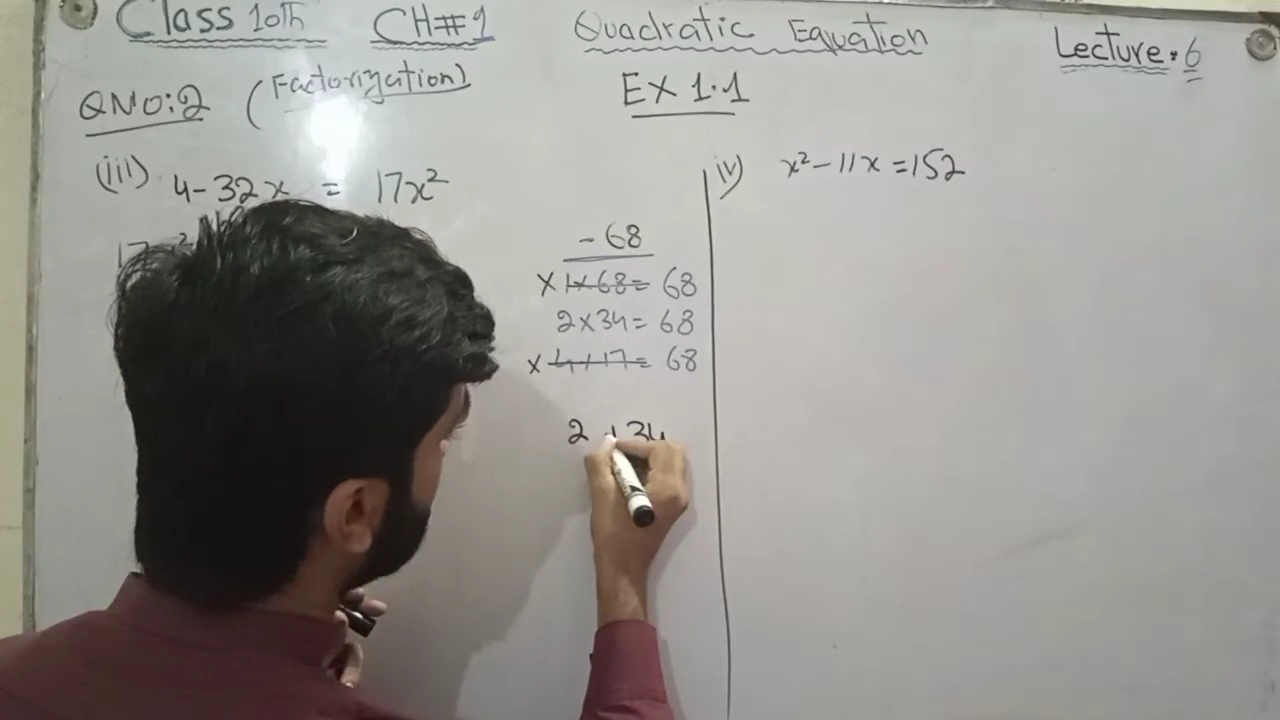 Class 10th CH#1 Quadratic Equation Lecture: 6
QNO:2 (Factorization) EX 1.1
(iii) 4-32x = 17x²
- 68
× 1×68= 68
2×34= 68
× 4×17= 68
2 + 34
iv) x²-11x=152